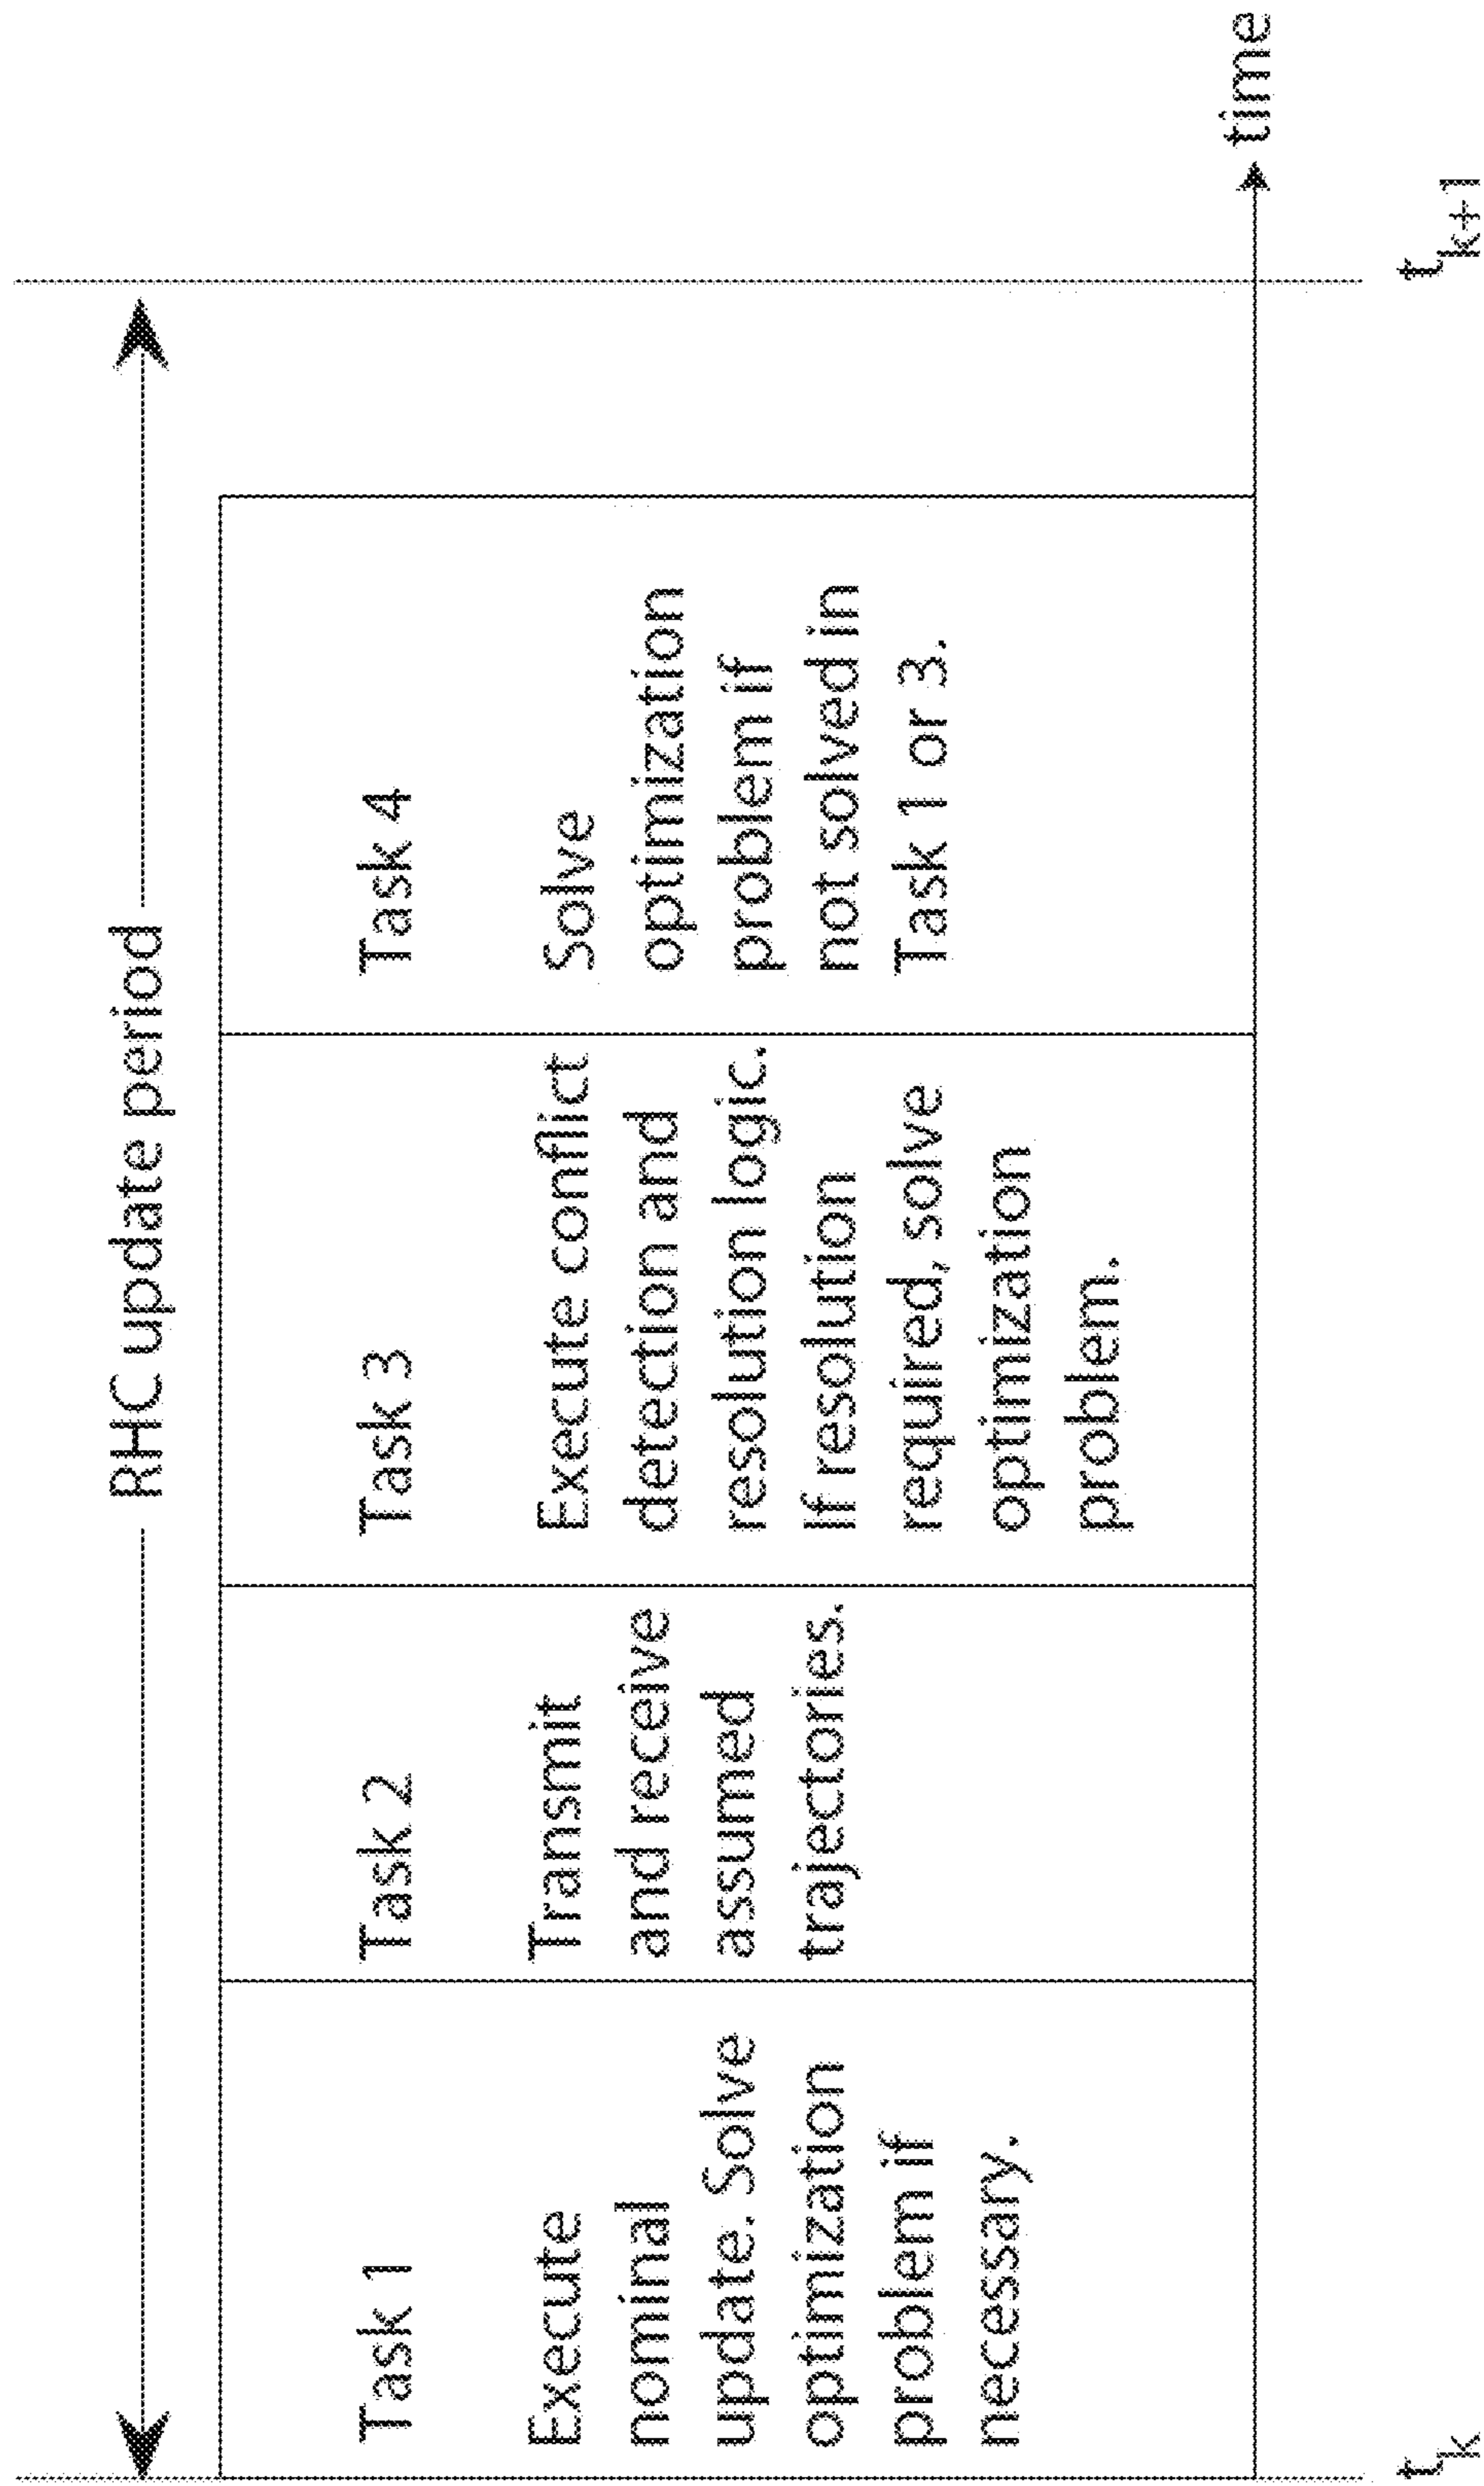 RHC update period
Task 1
Execute
nominal
update. Solve
optimization
problem if
necessary.
Task 2
Transmit
and receive
assumed
trajectories.
Task 3
Execute conflict
detection and
resolution logic.
If resolution
required, solve
optimization
problem.
Task 4
Solve
optimization
problem if
not solved in
Task 1 or 3.
time
t_k
t_{k+1}